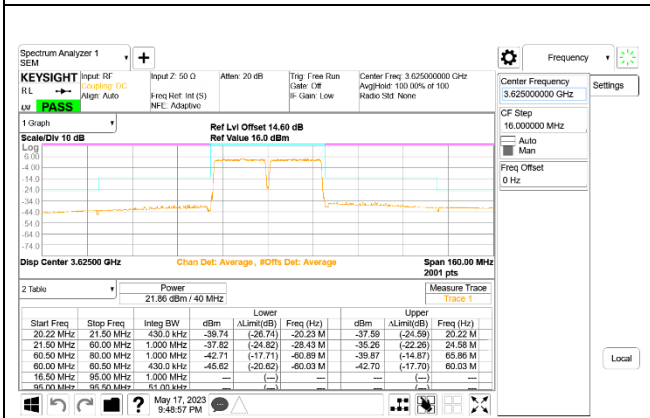 Spectrum Analyzer 1
SEM
Frequency
KEYSIGHT Input: RF Input Z: 50 Ω Atten: 20 dB Trig: Free Run Center Freq: 3.625000000 GHz
RL Coupling: DC Gate: Off Avg|Hold: 100.00% of 100
Align: Auto Freq Ref: Int (S) IF Gain: Low Radio Std: None
NFE: Adaptive
PASS
Center Frequency
3.625000000 GHz
Settings
CF Step
16.000000 MHz
Auto
Man
Freq Offset
0 Hz
1 Graph
Ref Lvl Offset 14.60 dB
Scale/Div 10 dB Ref Value 16.0 dBm
Log
6.00
-4.00
-14.0
-24.0
-34.0
-44.0
-54.0
-64.0
-74.0
Disp Center 3.62500 GHz Chan Det: Average, #Offs Det: Average Span 160.00 MHz
2001 pts
2 Table Power Measure Trace
21.86 dBm / 40 MHz Trace 1
Lower Upper
Start Freq Stop Freq Integ BW dBm ΔLimit(dB) Freq (Hz) dBm ΔLimit(dB) Freq (Hz)
20.22 MHz 21.50 MHz 430.0 kHz -39.74 (-26.74) -20.23 M -37.59 (-24.59) 20.22 M
21.50 MHz 60.00 MHz 1.000 MHz -37.82 (-24.82) -28.43 M -35.26 (-22.26) 24.58 M
60.50 MHz 80.00 MHz 1.000 MHz -42.71 (-17.71) -60.89 M -39.87 (-14.87) 65.86 M
60.00 MHz 60.50 MHz 430.0 kHz -45.62 (-20.62) -60.03 M -42.70 (-17.70) 60.03 M
16.50 MHz 95.00 MHz 1.000 MHz --- (---) --- --- (---) ---
95.00 MHz 95.50 MHz 51.00 kHz --- (---) --- --- (---) ---
Local
May 17, 2023
9:48:57 PM